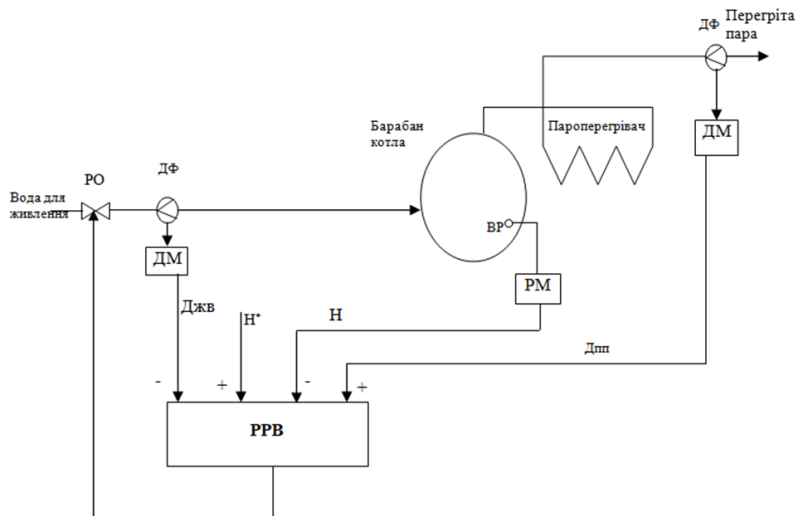 ДФ
Перегріта
пара
Барабан
котла
Пароперегрівач
ДМ
РО
ДФ
Вода для
живлення
ВР
ДМ
РМ
Джв
Н*
Н
Дпп
-
+
-
+
РРВ